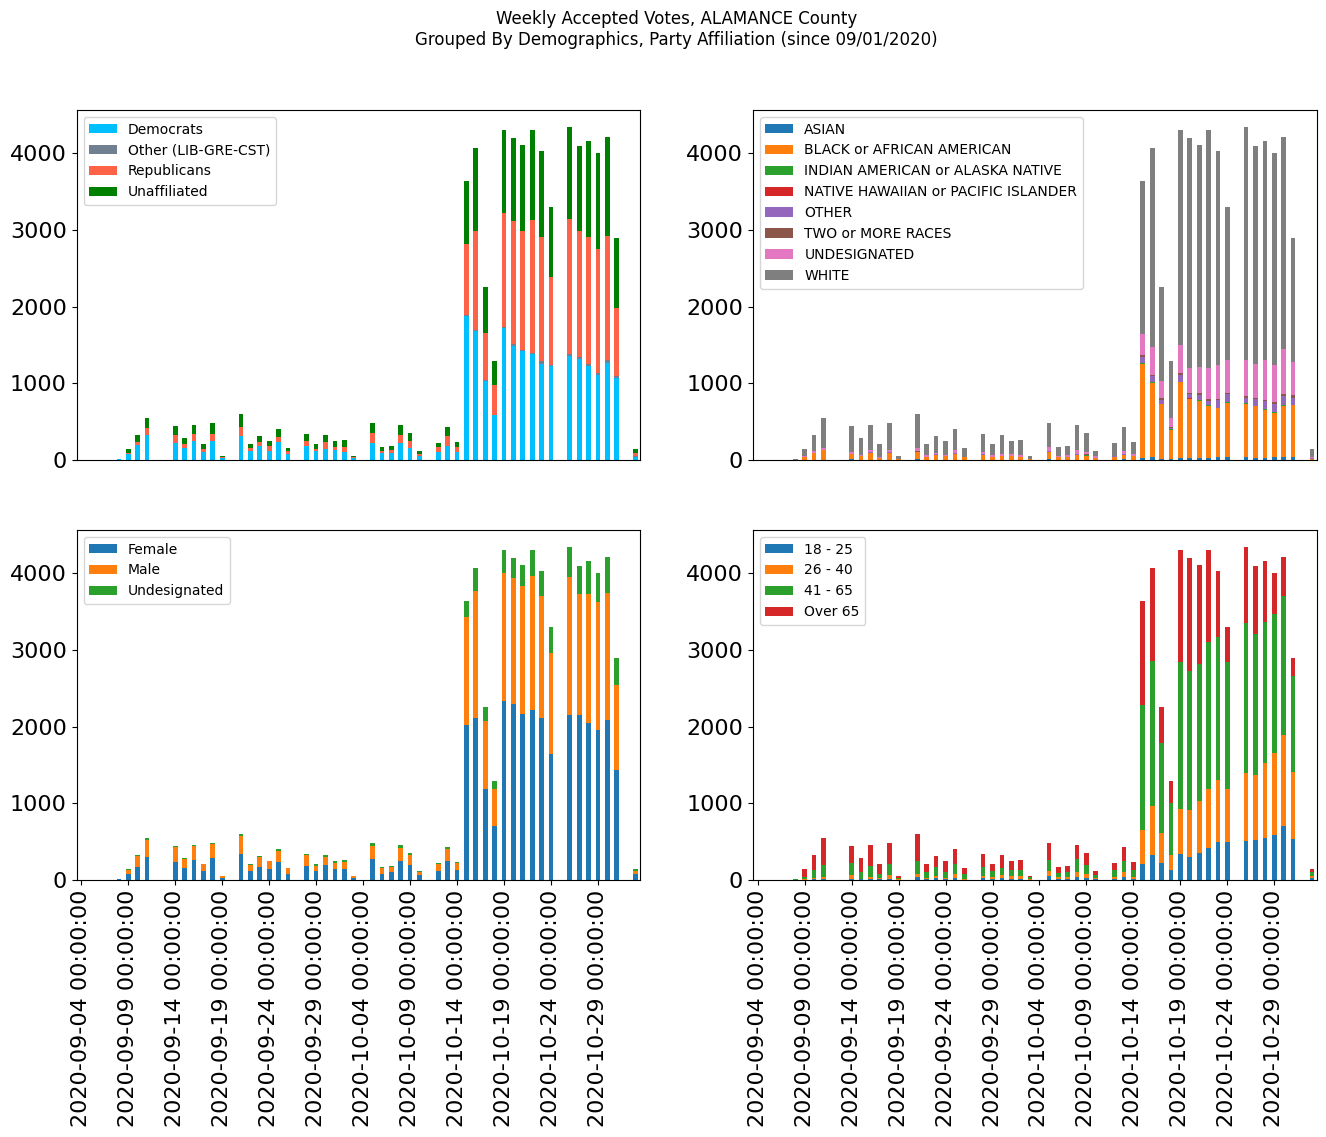 Weekly Accepted Votes, ALAMANCE County
Grouped By Demographics, Party Affiliation (since 09/01/2020)
Democrats
Other (LIB-GRE-CST)
Republicans
Unaffiliated
4000
3000
2000
1000
0
ASIAN
BLACK or AFRICAN AMERICAN
INDIAN AMERICAN or ALASKA NATIVE
NATIVE HAWAIIAN or PACIFIC ISLANDER
OTHER
TWO or MORE RACES
UNDESIGNATED
WHITE
4000
3000
2000
1000
0
Female
Male
Undesignated
4000
3000
2000
1000
0
2020-09-04 00:00:00
2020-09-09 00:00:00
2020-09-14 00:00:00
2020-09-19 00:00:00
2020-09-24 00:00:00
2020-09-29 00:00:00
2020-10-04 00:00:00
2020-10-09 00:00:00
2020-10-14 00:00:00
2020-10-19 00:00:00
2020-10-24 00:00:00
2020-10-29 00:00:00
18 - 25
26 - 40
41 - 65
Over 65
4000
3000
2000
1000
0
2020-09-04 00:00:00
2020-09-09 00:00:00
2020-09-14 00:00:00
2020-09-19 00:00:00
2020-09-24 00:00:00
2020-09-29 00:00:00
2020-10-04 00:00:00
2020-10-09 00:00:00
2020-10-14 00:00:00
2020-10-19 00:00:00
2020-10-24 00:00:00
2020-10-29 00:00:00